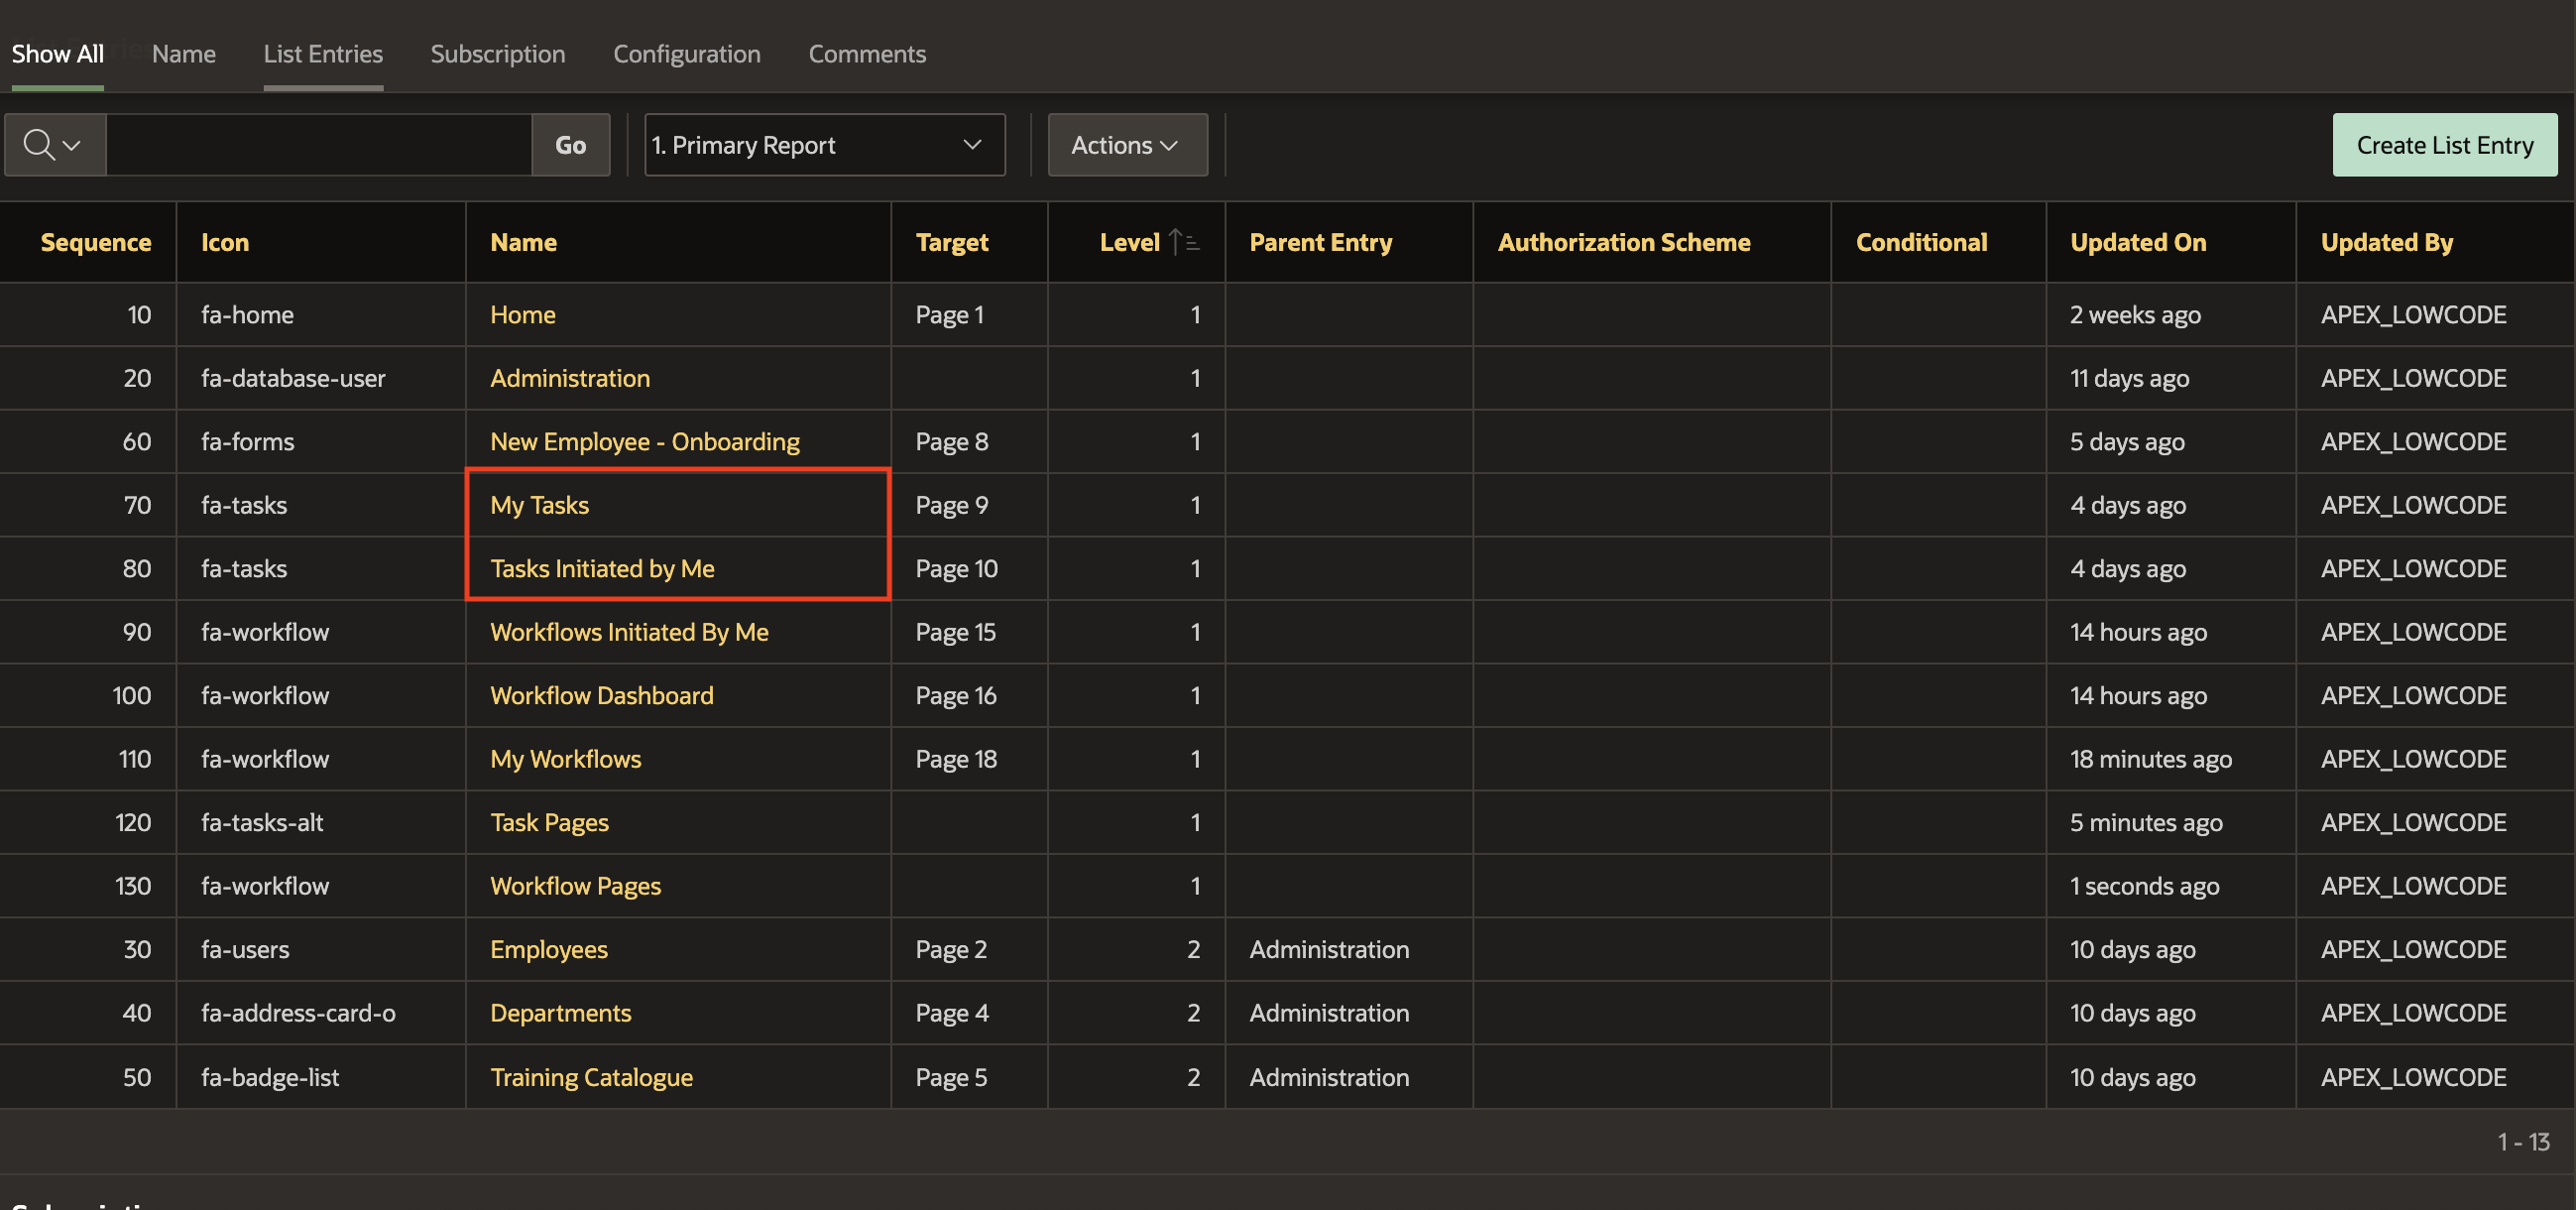 Show All Name List Entries Subscription Configuration Comments
Go 1. Primary Report Actions Create List Entry
Sequence Icon Name Target Level Parent Entry Authorization Scheme Conditional Updated On Updated By
10 fa-home Home Page 1 1 2 weeks ago APEX_LOWCODE
20 fa-database-user Administration 1 11 days ago APEX_LOWCODE
60 fa-forms New Employee - Onboarding Page 8 1 5 days ago APEX_LOWCODE
70 fa-tasks My Tasks Page 9 1 4 days ago APEX_LOWCODE
80 fa-tasks Tasks Initiated by Me Page 10 1 4 days ago APEX_LOWCODE
90 fa-workflow Workflows Initiated By Me Page 15 1 14 hours ago APEX_LOWCODE
100 fa-workflow Workflow Dashboard Page 16 1 14 hours ago APEX_LOWCODE
110 fa-workflow My Workflows Page 18 1 18 minutes ago APEX_LOWCODE
120 fa-tasks-alt Task Pages 1 5 minutes ago APEX_LOWCODE
130 fa-workflow Workflow Pages 1 1 seconds ago APEX_LOWCODE
30 fa-users Employees Page 2 2 Administration 10 days ago APEX_LOWCODE
40 fa-address-card-o Departments Page 4 2 Administration 10 days ago APEX_LOWCODE
50 fa-badge-list Training Catalogue Page 5 2 Administration 10 days ago APEX_LOWCODE
1 - 13